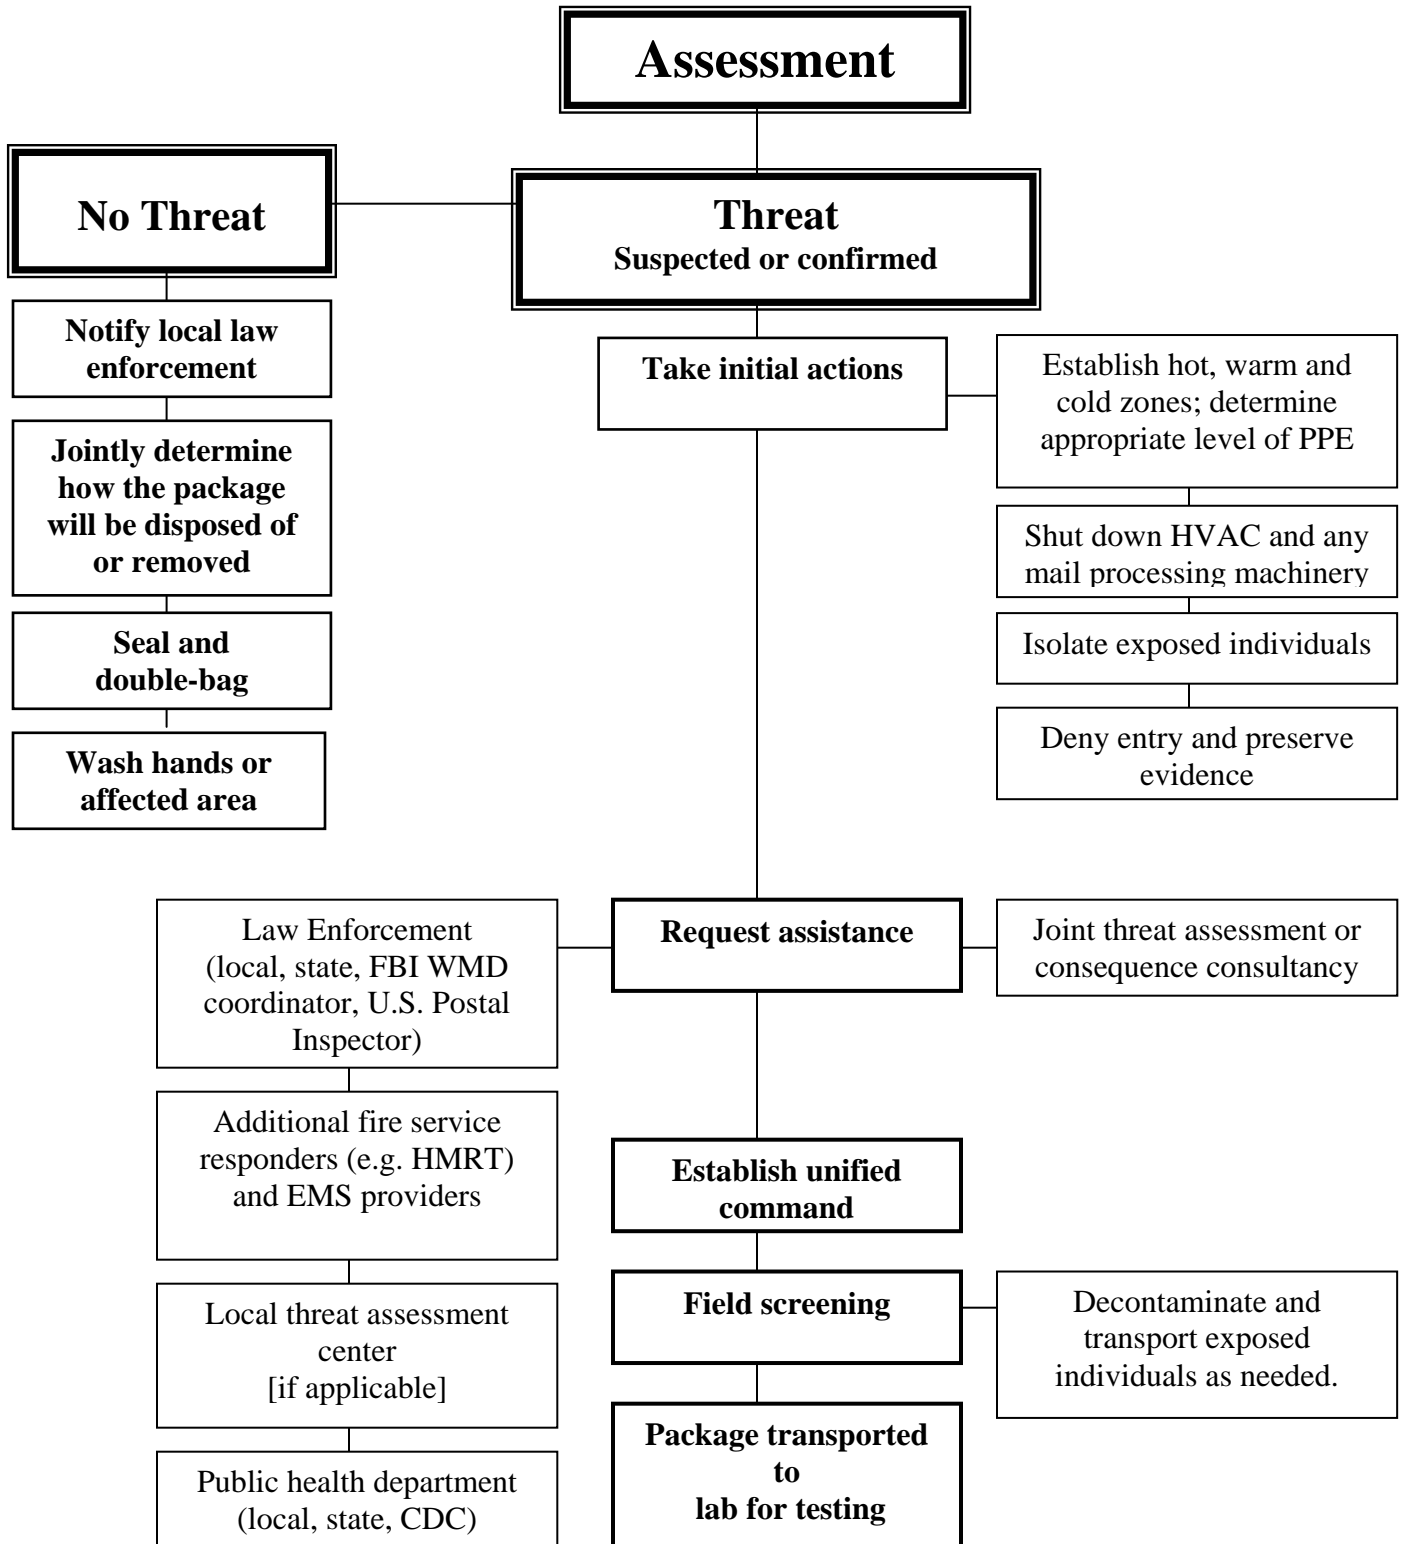 Assessment
No Threat
Threat
Suspected or confirmed
Notify local law
enforcement
Jointly determine
how the package
will be disposed of
or removed
Seal and
double-bag
Wash hands or
affected area
Take initial actions
Establish hot, warm and
cold zones; determine
appropriate level of PPE
Shut down HVAC and any
mail processing machinery
Isolate exposed individuals
Deny entry and preserve
evidence
Request assistance
Law Enforcement
(local, state, FBI WMD
coordinator, U.S. Postal
Inspector)
Additional fire service
responders (e.g. HMRT)
and EMS providers
Local threat assessment
center
[if applicable]
Public health department
(local, state, CDC)
Joint threat assessment or
consequence consultancy
Establish unified
command
Field screening
Decontaminate and
transport exposed
individuals as needed.
Package transported
to
lab for testing